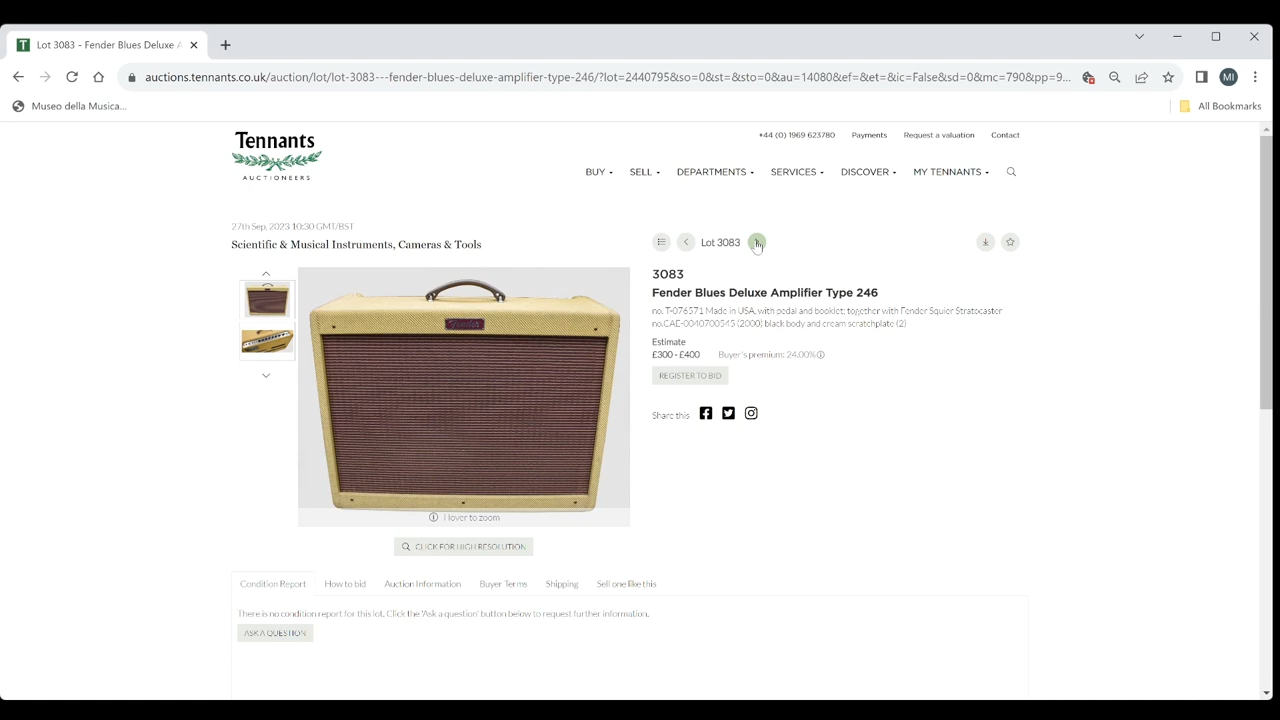 Lot 3083 - Fender Blues Deluxe A
auctions.tennants.co.uk/auction/lot/lot-3083---fender-blues-deluxe-amplifier-type-246/?lot=2440795&so=0&st=&sto=0&au=14080&ef=&et=&ic=False&sd=0&mc=790&pp=9...
MI
Museo della Musica...
All Bookmarks
Tennants
AUCTIONEERS
+44 (0) 1969 623780 Payments Request a valuation Contact
BUY SELL DEPARTMENTS SERVICES DISCOVER MY TENNANTS
27th Sep, 2023 10:30 GMT/BST
Scientific & Musical Instruments, Cameras & Tools
Lot 3083
3083
Fender Blues Deluxe Amplifier Type 246
no. T-076571 Made in USA, with pedal and booklet; together with Fender Squier Stratocaster
no.CAE-0040700545 (2000) black body and cream scratchplate (2)
Estimate
£300 - £400 Buyer's premium: 24.00%
REGISTER TO BID
Share this
Fender
Hover to zoom
CLICK FOR HIGH RESOLUTION
Condition Report How to bid Auction Information Buyer Terms Shipping Sell one like this
There is no condition report for this lot. Click the 'Ask a question' button below to request further information.
ASK A QUESTION